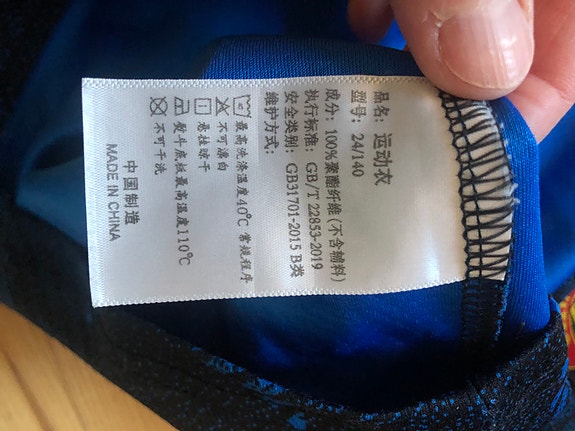 品名: 运动衣
型号: 24/140
成分: 100%聚酯纤维(不含辅料)
执行标准: GB/T 22853-2019
安全类别: GB31701-2015 B类
维护方式:
最高洗涤温度40℃ 常规程序
不可漂白
悬挂晾干
熨斗底板最高温度110℃
不可干洗
中国制造
MADE IN CHINA